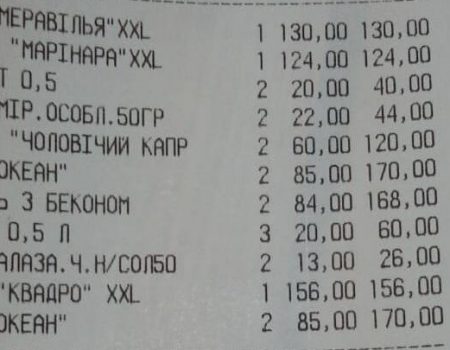 МЕРАВІЛЬЯ"XXL 1 130,00 130,00
"МАРІНАРА"XXL 1 124,00 124,00
Т 0,5 2 20,00 40,00
МІР.ОСОБЛ.50ГР 2 22,00 44,00
"ЧОЛОВІЧИЙ КАПР 2 60,00 120,00
ОКЕАН" 2 85,00 170,00
Ь З БЕКОНОМ 2 84,00 168,00
0,5 Л 3 20,00 60,00
АЛАЗА.Ч.Н/СОЛ50 2 13,00 26,00
"КВАДРО" XXL 1 156,00 156,00
ОКЕАН" 2 85,00 170,00